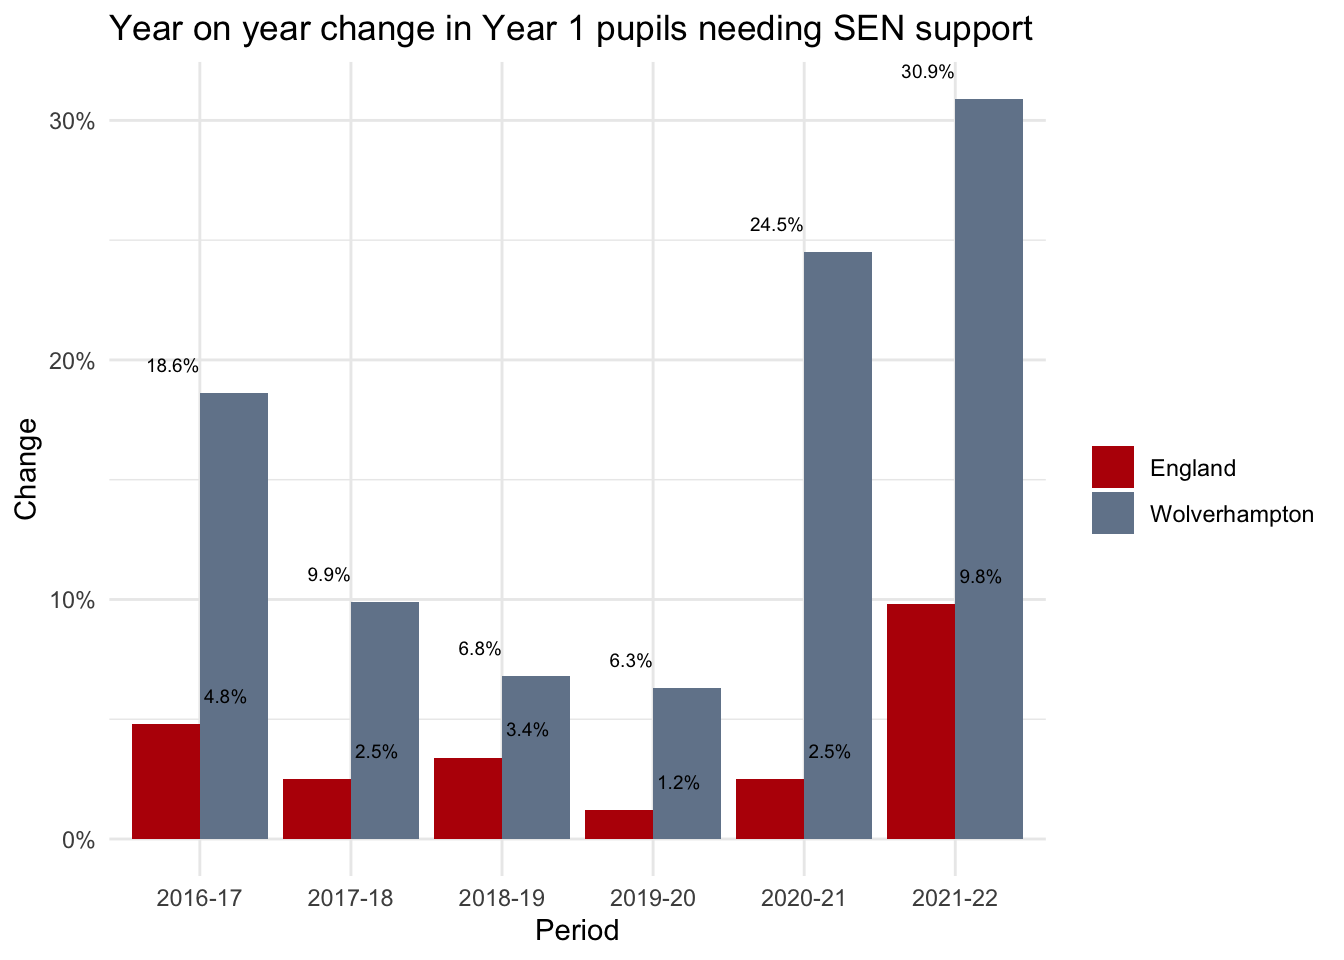 Year on year change in Year 1 pupils needing SEN support
30.9%
30%
24.5%
20%
18.6%
Change
England
Wolverhampton
10%
9.9%
9.8%
6.8%
6.3%
4.8%
3.4%
2.5%
2.5%
1.2%
0%
2016-17 2017-18 2018-19 2019-20 2020-21 2021-22
Period